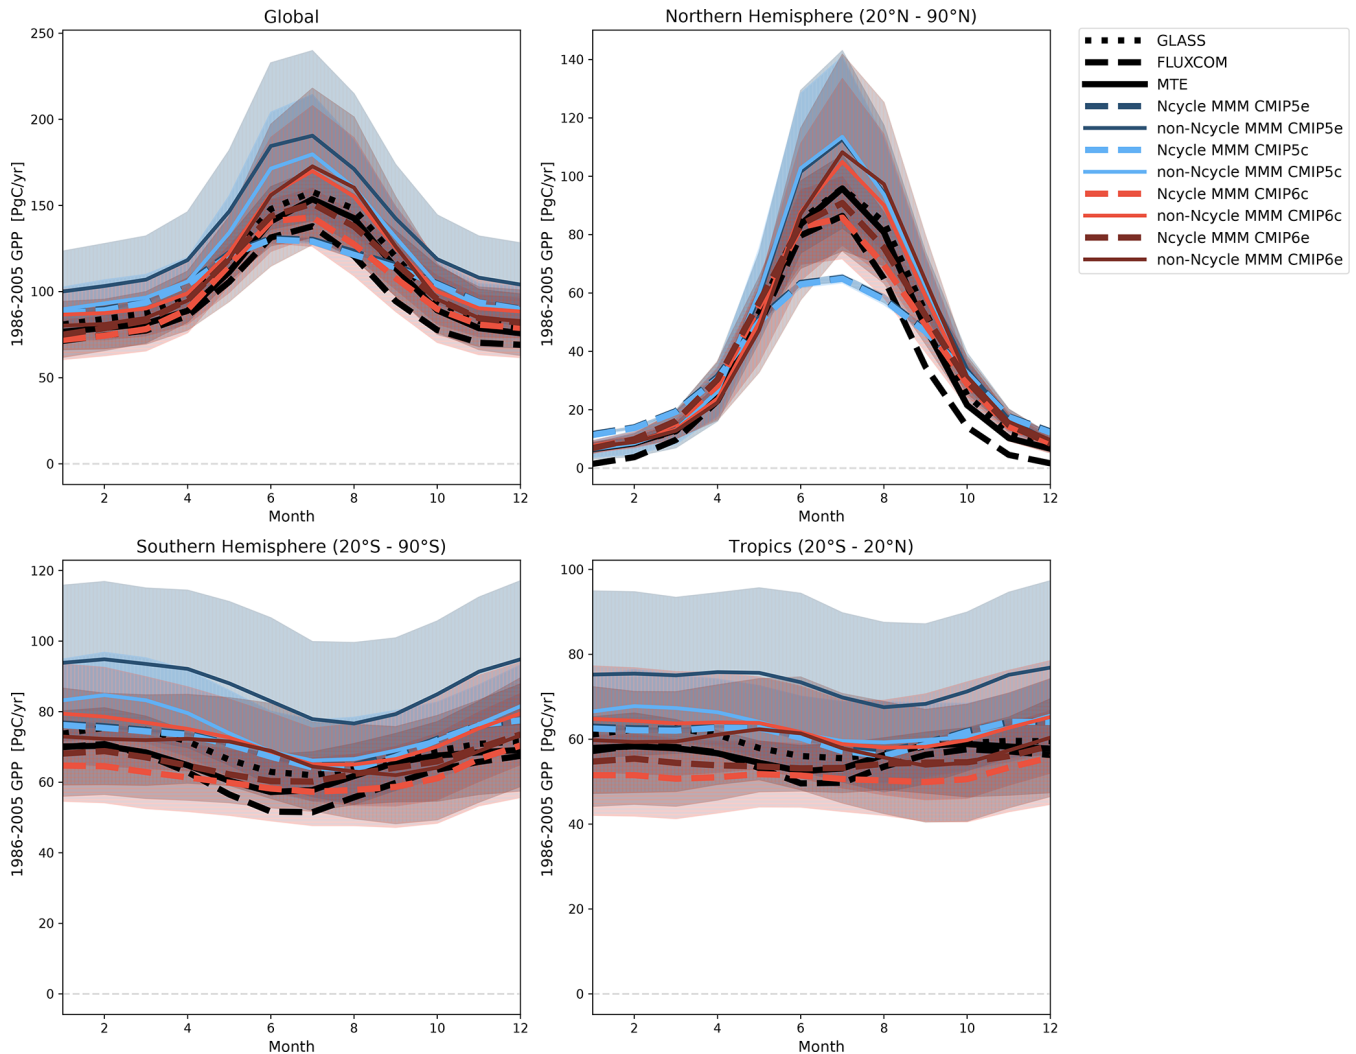 Global
250
200
150
100
50
0
1986-2005 GPP [PgC/yr]
2 4 6 8 10 12
Month
Northern Hemisphere (20°N - 90°N)
140
120
100
80
60
40
20
0
1986-2005 GPP [PgC/yr]
2 4 6 8 10 12
Month
GLASS
FLUXCOM
MTE
Ncycle MMM CMIP5e
non-Ncycle MMM CMIP5e
Ncycle MMM CMIP5c
non-Ncycle MMM CMIP5c
Ncycle MMM CMIP6c
non-Ncycle MMM CMIP6c
Ncycle MMM CMIP6e
non-Ncycle MMM CMIP6e
Southern Hemisphere (20°S - 90°S)
120
100
80
60
40
20
0
1986-2005 GPP [PgC/yr]
2 4 6 8 10 12
Month
Tropics (20°S - 20°N)
100
80
60
40
20
0
1986-2005 GPP [PgC/yr]
2 4 6 8 10 12
Month